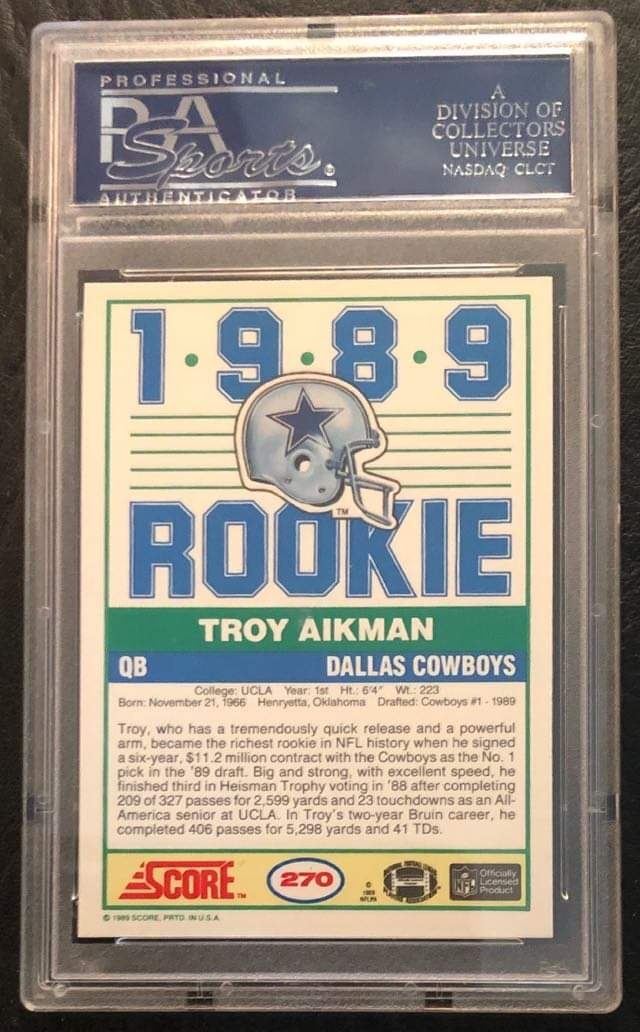 PROFESSIONAL
PSA
Sports
AUTHENTICATOR
A
DIVISION OF
COLLECTORS
UNIVERSE
NASDAQ CLCT
1·9·8·9
TM
ROOKIE
TROY AIKMAN
QB DALLAS COWBOYS
College: UCLA Year: 1st Ht.: 6'4" Wt.: 223
Born: November 21, 1966 Henryetta, Oklahoma Drafted: Cowboys #1 - 1989
Troy, who has a tremendously quick release and a powerful
arm, became the richest rookie in NFL history when he signed
a six-year, $11.2 million contract with the Cowboys as the No. 1
pick in the '89 draft. Big and strong, with excellent speed, he
finished third in Heisman Trophy voting in '88 after completing
209 of 327 passes for 2,599 yards and 23 touchdowns as an All-
America senior at UCLA. In Troy's two-year Bruin career, he
completed 406 passes for 5,298 yards and 41 TDs.
SCORE TM
270
©
1989
NFLPA
NFL
Officially
Licensed
Product
© 1989 SCORE, PRTD. IN U.S.A.